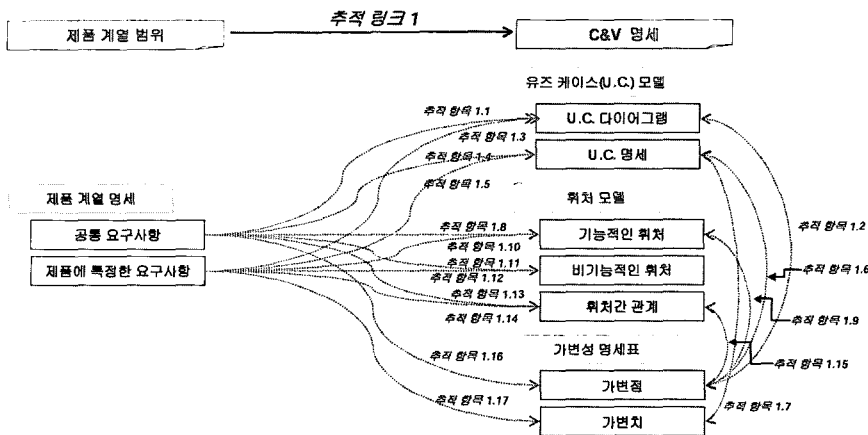 추적 링크 1
제품 계열 범위
C&V 명세
유즈 케이스(U.C.) 모델
추적 항목 1.1
U.C. 다이어그램
추적 항목 1.3
추적 항목 1.4
U.C. 명세
추적 항목 1.5
제품 계열 명세
휘처 모델
공통 요구사항
추적 항목 1.8
기능적인 휘처
추적 항목 1.2
추적 항목 1.10
제품에 특정한 요구사항
추적 항목 1.11
비기능적인 휘처
추적 항목 1.6
추적 항목 1.12
추적 항목 1.13
휘처간 관계
추적 항목 1.14
추적 항목 1.9
가변성 명세표
추적 항목 1.16
추적 항목 1.15
가변점
추적 항목 1.17
추적 항목 1.7
가변치